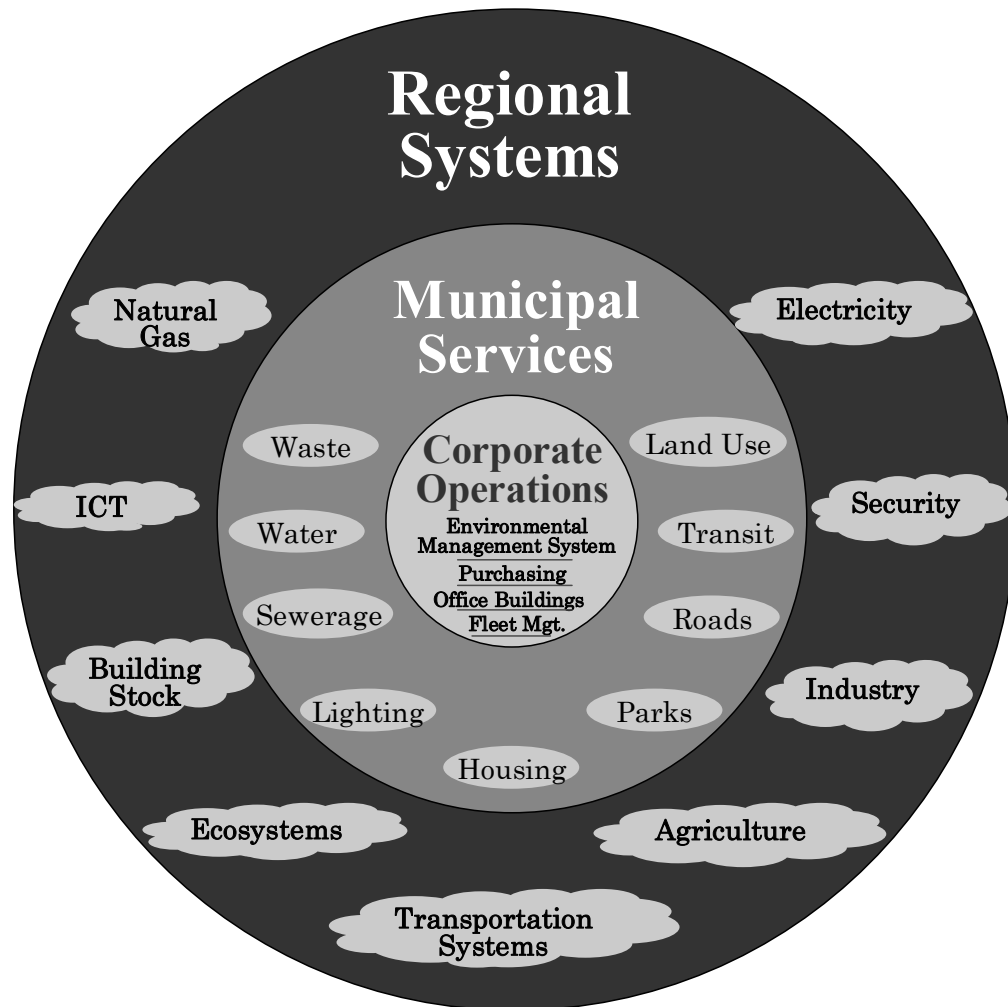 Regional
Systems
Municipal
Services
Corporate
Operations
Environmental
Management System
Purchasing
Office Buildings
Fleet Mgt.
Waste
Water
Sewerage
Lighting
Housing
Parks
Roads
Transit
Land Use
Natural
Gas
ICT
Building
Stock
Ecosystems
Transportation
Systems
Agriculture
Industry
Security
Electricity